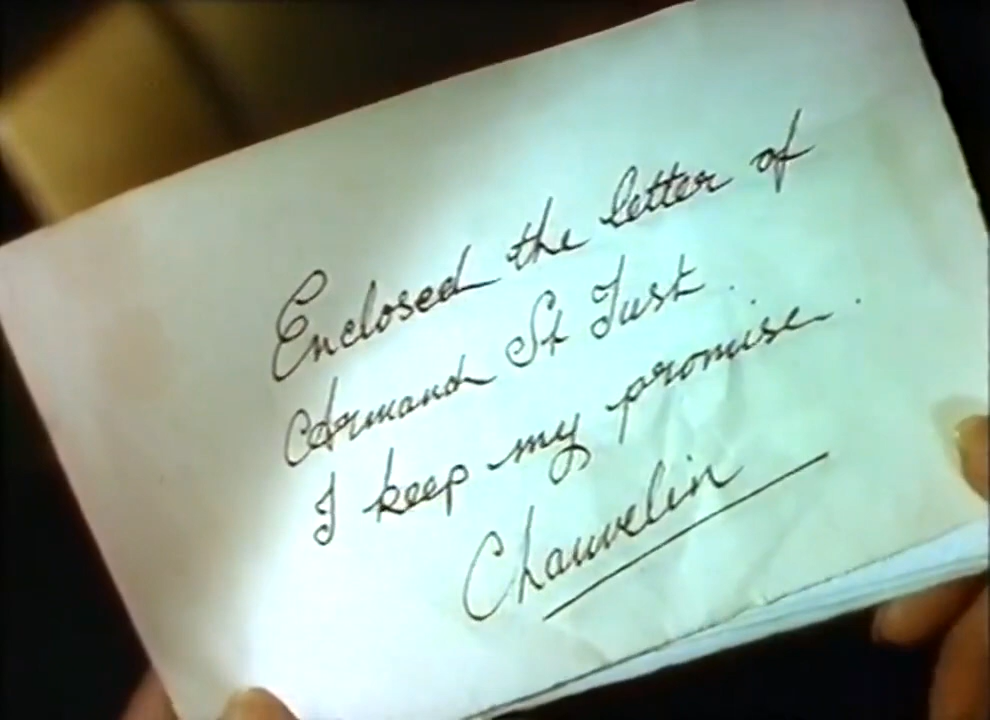 Enclosed the letter of
Armand St Just.
I keep my promise.
Chauvelin